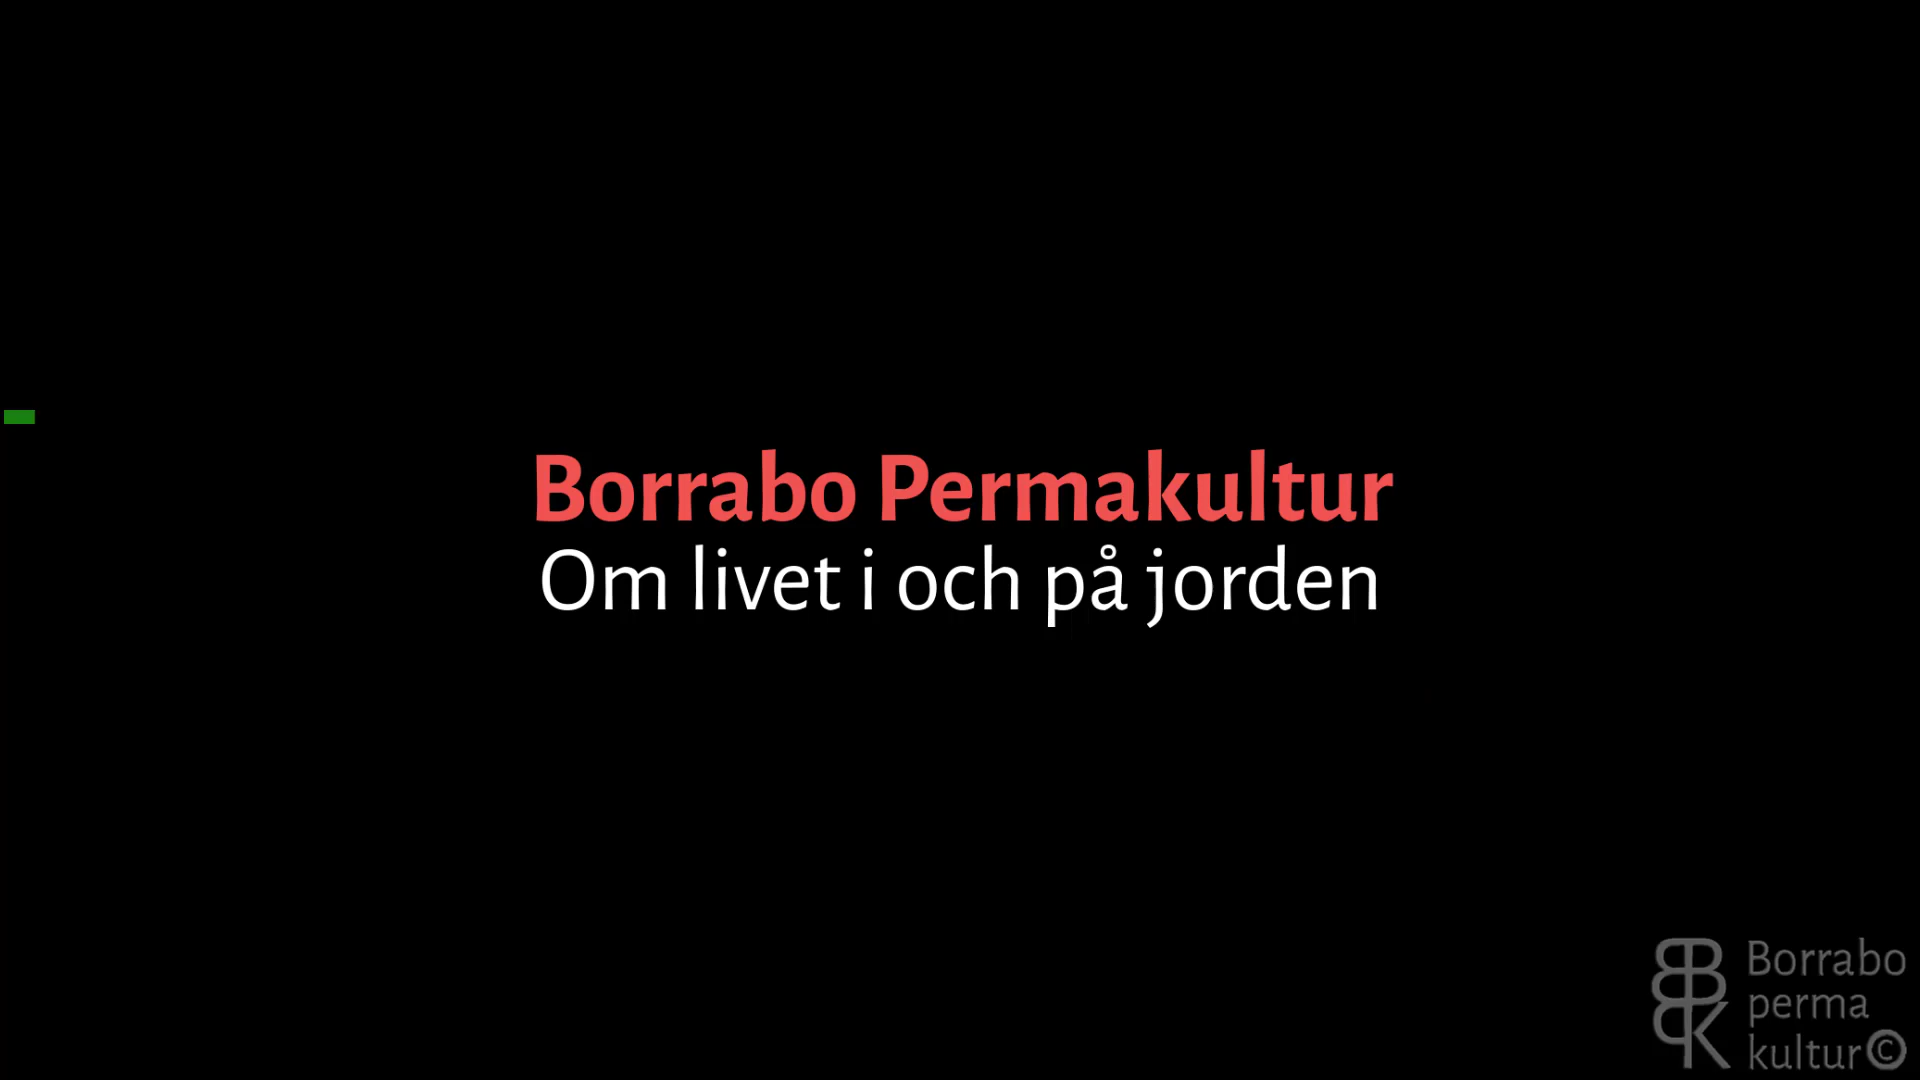 Borrabo Permakultur
Om livet i och på jorden
Borrabo
perma
kultur©